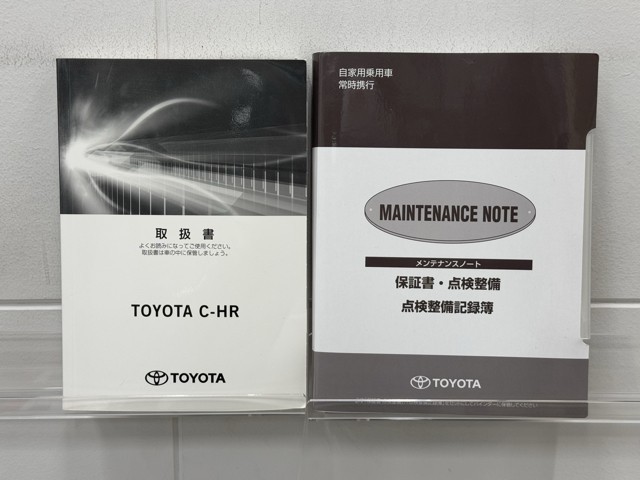 取扱書
よくお読みになってご使用ください。
取扱書は車の中に保管しましょう。
TOYOTA C-HR
TOYOTA
自家用乗用車
常時携行
MAINTENANCE NOTE
メンテナンスノート
保証書・点検整備
点検整備記録簿
TOYOTA